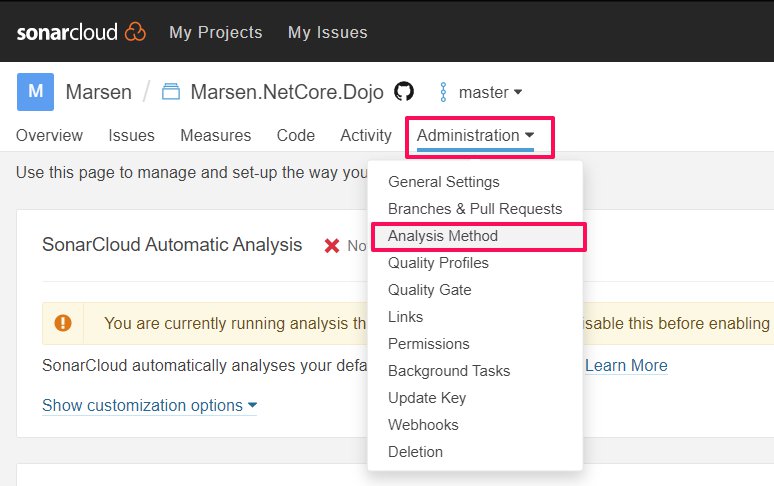 sonarcloud My Projects My Issues
M Marsen / Marsen.NetCore.Dojo master
Overview Issues Measures Code Activity Administration
Use this page to manage and set-up the way you
General Settings
Branches & Pull Requests
Analysis Method
Quality Profiles
Quality Gate
Links
Permissions
Background Tasks
Update Key
Webhooks
Deletion
SonarCloud Automatic Analysis No
You are currently running analysis th isable this before enabling
SonarCloud automatically analyses your defa Learn More
Show customization options